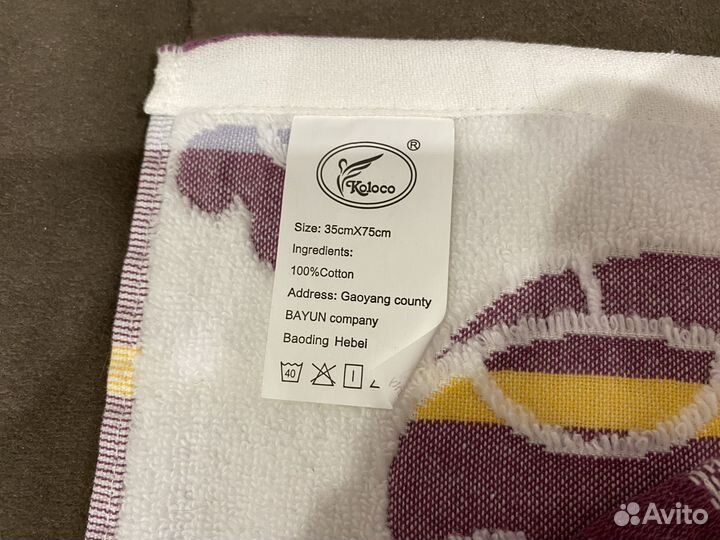 ®
Koloco
Size: 35cmX75cm
Ingredients:
100%Cotton
Address: Gaoyang county
BAYUN company
Baoding Hebei
40
Avito